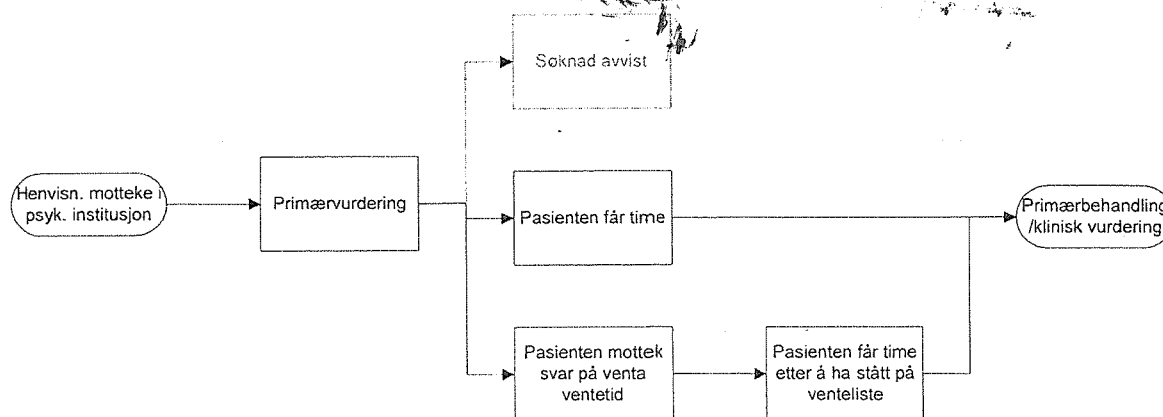 Søknad avvist
Henvisn. motteke i
psyk. institusjon
Primærvurdering
Pasienten får time
Primærbehandling
/klinisk vurdering
Pasienten mottek
svar på venta
ventetid
Pasienten får time
etter å ha stått på
venteliste